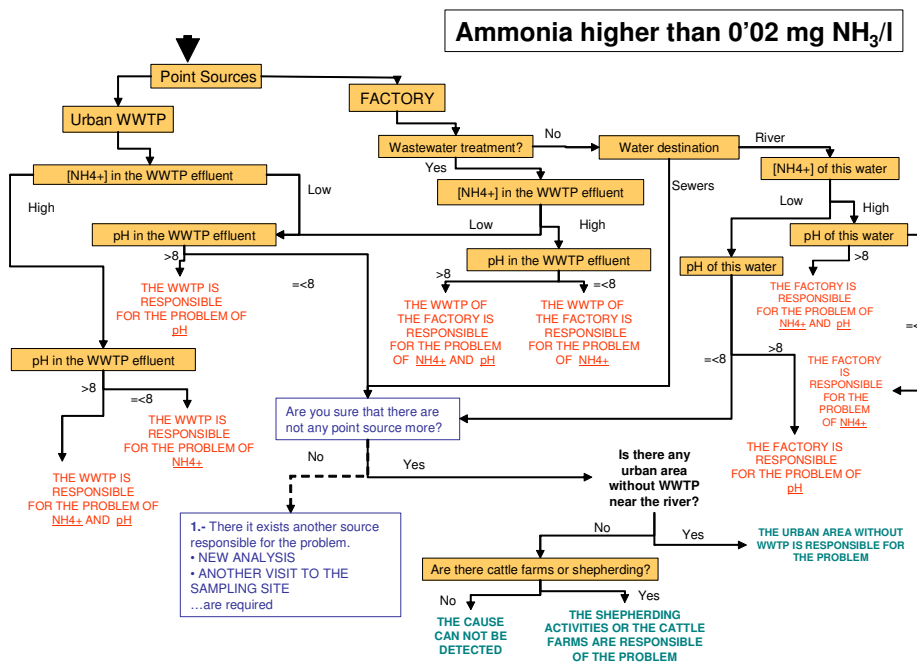 Ammonia higher than 0'02 mg NH3/l
Point Sources
Urban WWTP
FACTORY
Wastewater treatment?
No
Water destination
River
Yes
Sewers
[NH4+] in the WWTP effluent
Low
High
[NH4+] in the WWTP effluent
Low
High
[NH4+] of this water
Low
High
pH in the WWTP effluent
>8
=<8
pH in the WWTP effluent
>8
=<8
pH of this water
>8
=<
pH of this water
=<8
>8
THE WWTP IS
RESPONSIBLE
FOR THE PROBLEM OF
pH
THE WWTP OF
THE FACTORY IS
RESPONSIBLE
FOR THE PROBLEM
OF NH4+ AND pH
THE WWTP OF
THE FACTORY IS
RESPONSIBLE
FOR THE PROBLEM
OF NH4+
THE FACTORY IS
RESPONSIBLE
FOR THE PROBLEM OF
NH4+ AND pH
THE FACTORY
IS
RESPONSIBLE
FOR THE
PROBLEM
OF NH4+
pH in the WWTP effluent
>8
=<8
THE WWTP IS
RESPONSIBLE
FOR THE PROBLEM OF
NH4+
THE WWTP IS
RESPONSIBLE
FOR THE PROBLEM OF
NH4+ AND pH
Are you sure that there are
not any point source more?
No
Yes
THE FACTORY IS
RESPONSIBLE
FOR THE PROBLEM OF
pH
1.- There it exists another source
responsible for the problem.
• NEW ANALYSIS
• ANOTHER VISIT TO THE
SAMPLING SITE
…are required
Is there any
urban area
without WWTP
near the river?
No
Yes
THE URBAN AREA WITHOUT
WWTP IS RESPONSIBLE FOR
THE PROBLEM
Are there cattle farms or shepherding?
No
Yes
THE CAUSE
CAN NOT BE
DETECTED
THE SHEPHERDING
ACTIVITIES OR THE CATTLE
FARMS ARE RESPONSIBLE
OF THE PROBLEM